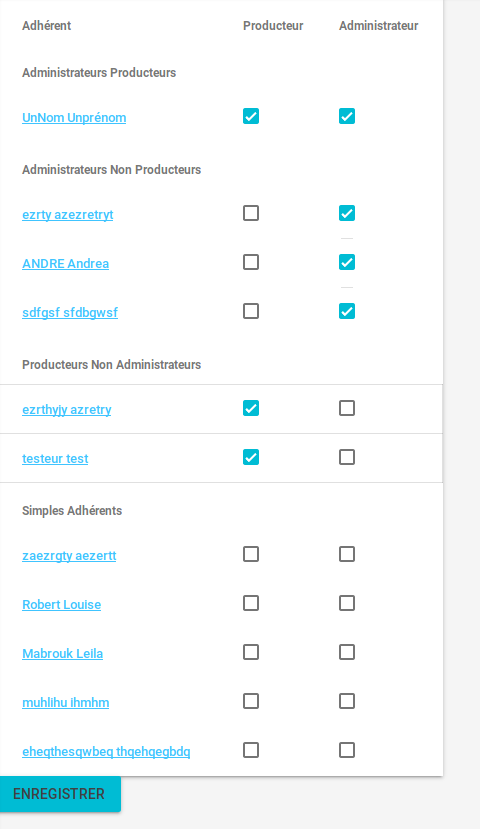 Adhérent Producteur Administrateur
Administrateurs Producteurs
UnNom Unprénom
Administrateurs Non Producteurs
ezrty azezretryt
ANDRE Andrea
sdfgsf sfdbgwsf
Producteurs Non Administrateurs
ezrthyjy azretry
testeur test
Simples Adhérents
zaezrgty aezertt
Robert Louise
Mabrouk Leila
muhlihu ihmhm
eheqthesqwbeq thqehqegbdq
ENREGISTRER